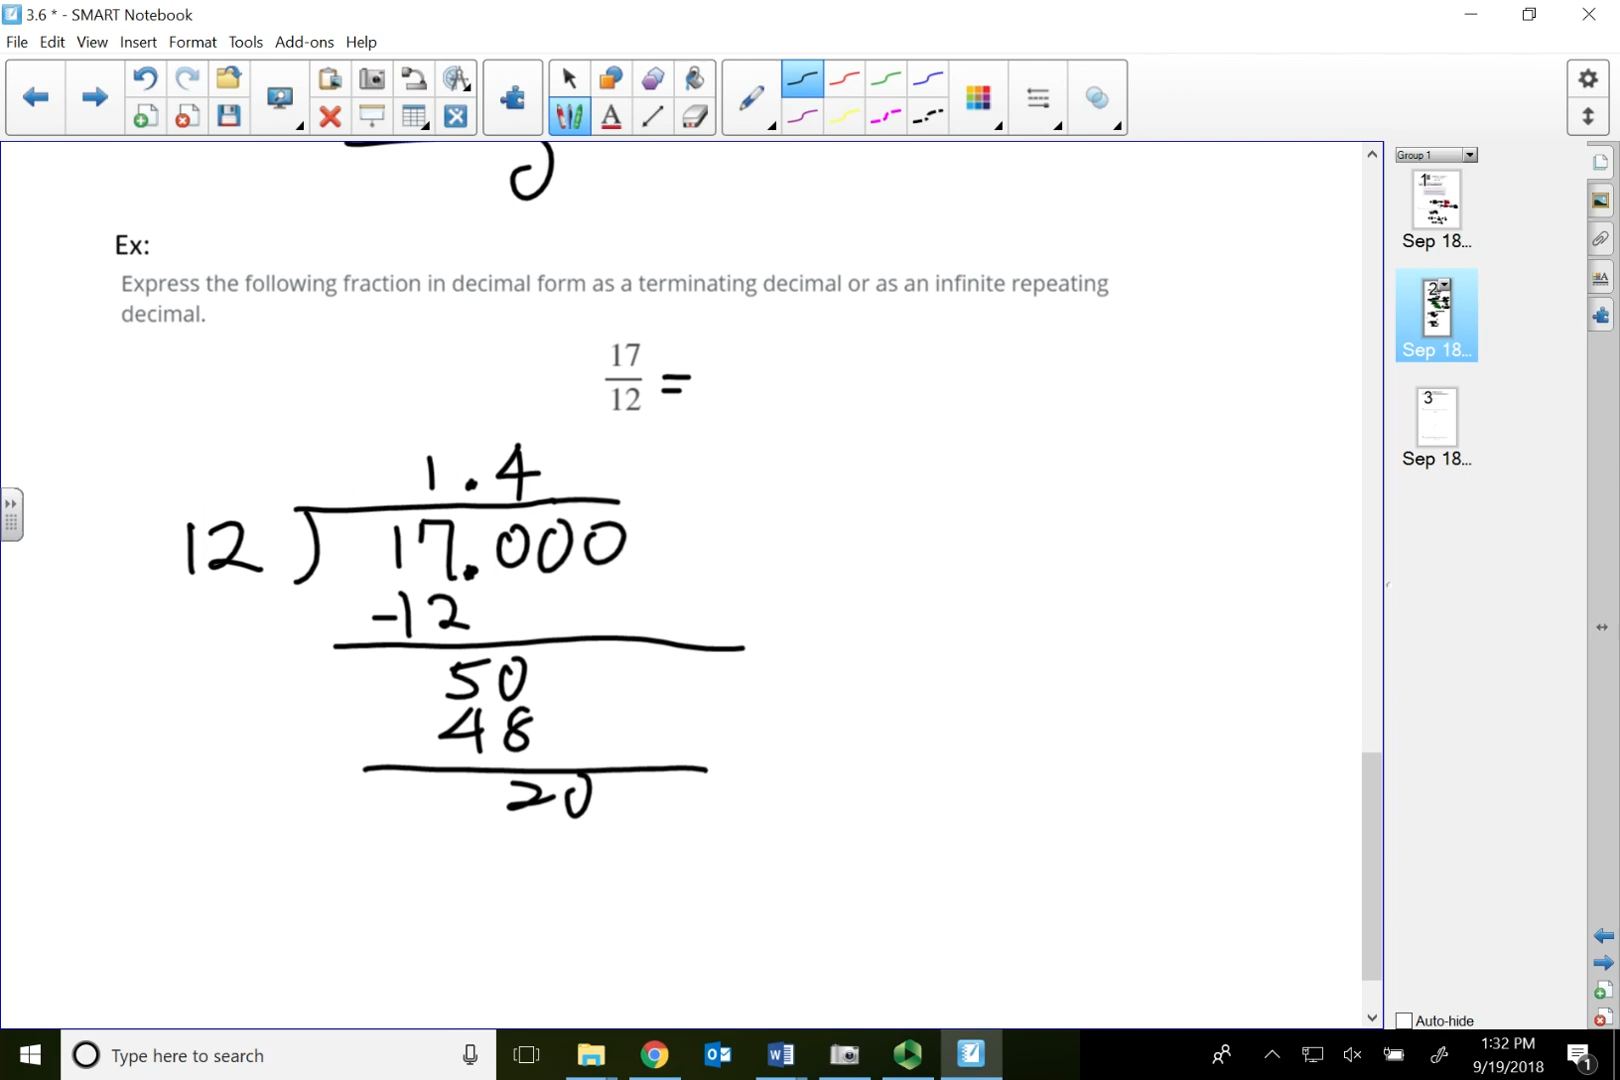 3.6 * - SMART Notebook
File Edit View Insert Format Tools Add-ons Help
Group 1
1
Sep 18...
2
Sep 18...
3
Sep 18...
Ex:
Express the following fraction in decimal form as a terminating decimal or as an infinite repeating
decimal.
17
12
=
1.4
12 ) 17.000
-12
50
48
20
Auto-hide
Type here to search
1:32 PM
9/19/2018
1